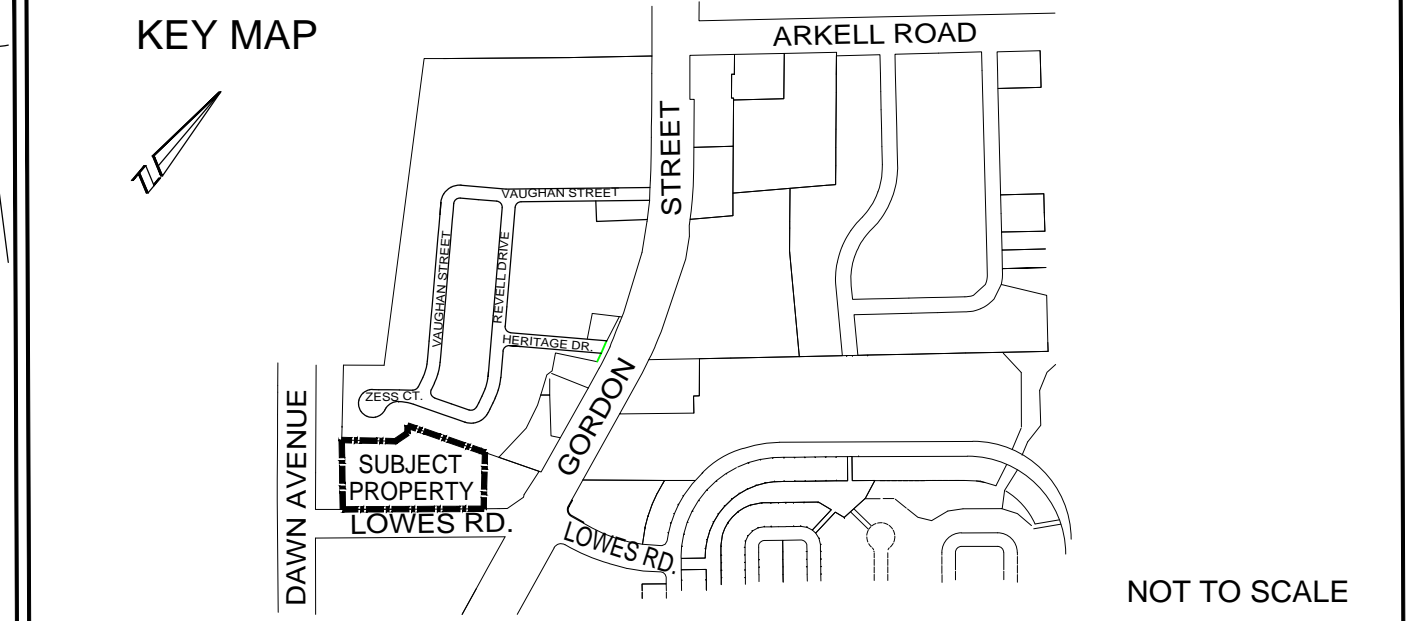 KEY MAP
ARKELL ROAD
N
STREET
VAUGHAN STREET
VAUGHAN STREET
REVELL DRIVE
HERITAGE DR.
GORDON
ZESS CT.
DAWN AVENUE
SUBJECT
PROPERTY
LOWES RD.
LOWES RD.
NOT TO SCALE